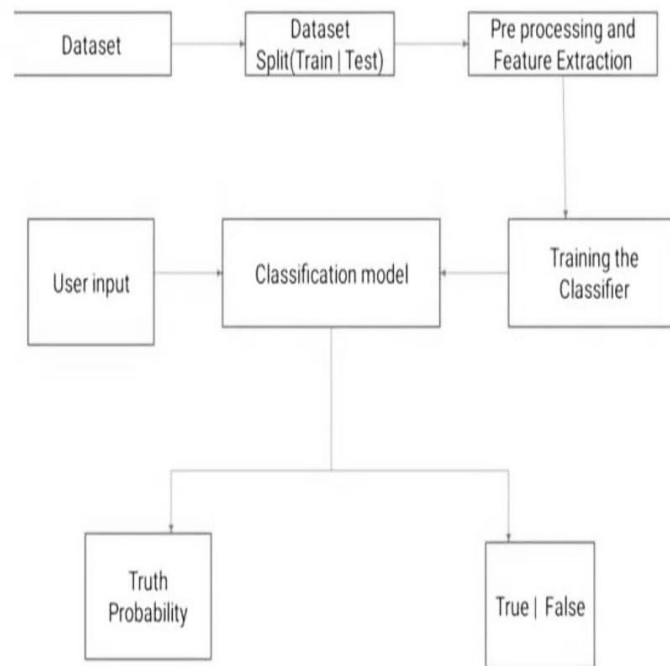 Dataset
Dataset
Split(Train | Test)
Pre processing and
Feature Extraction
User input
Classification model
Training the
Classifier
Truth
Probability
True | False